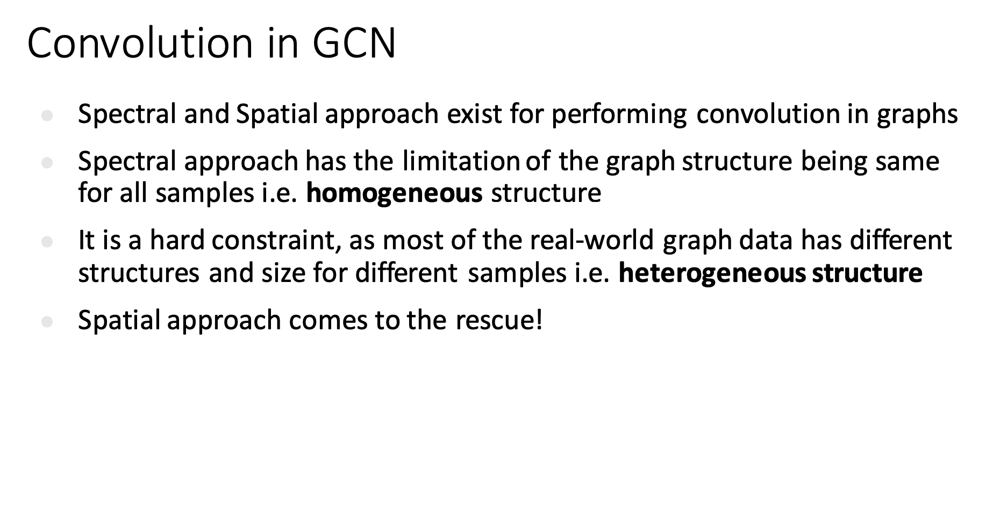 Convolution in GCN
Spectral and Spatial approach exist for performing convolution in graphs
Spectral approach has the limitation of the graph structure being same
for all samples i.e. homogeneous structure
It is a hard constraint, as most of the real-world graph data has different
structures and size for different samples i.e. heterogeneous structure
Spatial approach comes to the rescue!